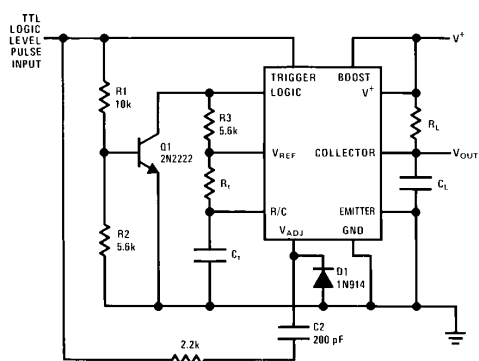 TTL
LOGIC
LEVEL
PULSE
INPUT
V+
TRIGGER BOOST
LOGIC V+
R1
10k
R3
5.6k
RL
Q1
2N2222
VREF COLLECTOR VOUT
Rt
CL
R2
5.6k
R/C EMITTER
VADJ GND
Ct
D1
1N914
C2
200 pF
2.2k